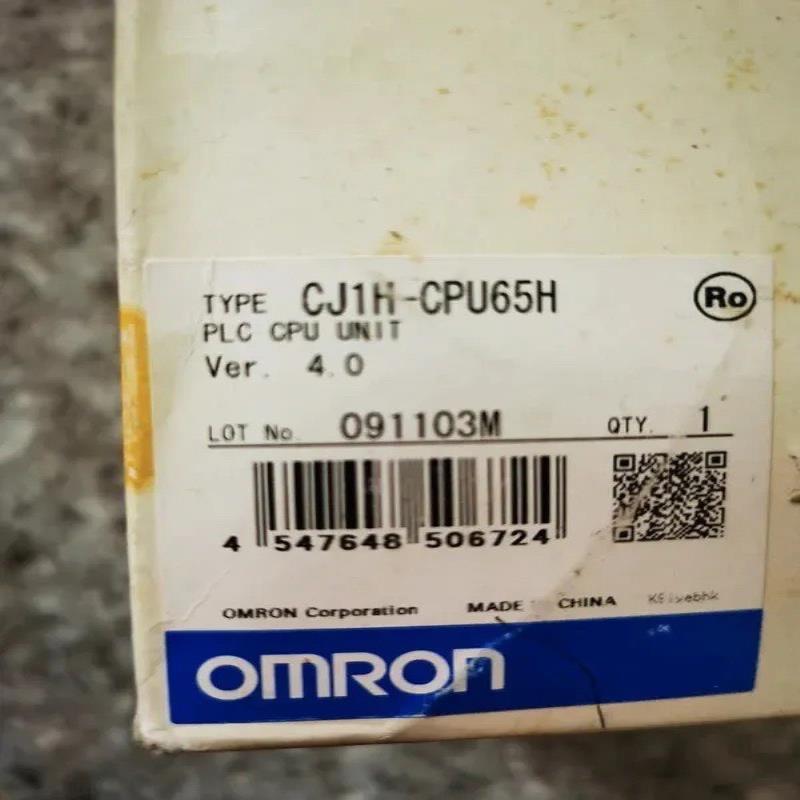 TYPE CJ1H-CPU65H
Ro
PLC CPU UNIT
Ver. 4.0
LOT No. 091103M QTY. 1
4 547648 506724
OMRON Corporation MADE CHINA
OMRON